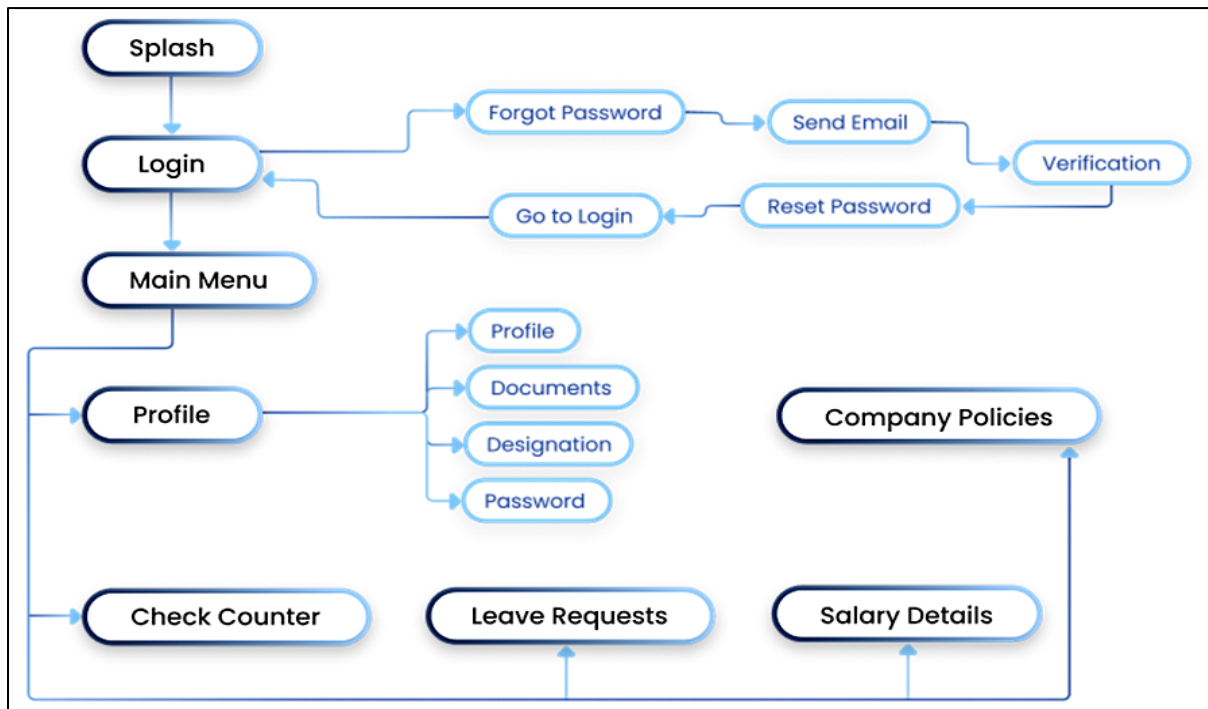 Splash
Forgot Password
Send Email
Login
Verification
Go to Login
Reset Password
Main Menu
Profile
Documents
Profile
Company Policies
Designation
Password
Check Counter
Leave Requests
Salary Details